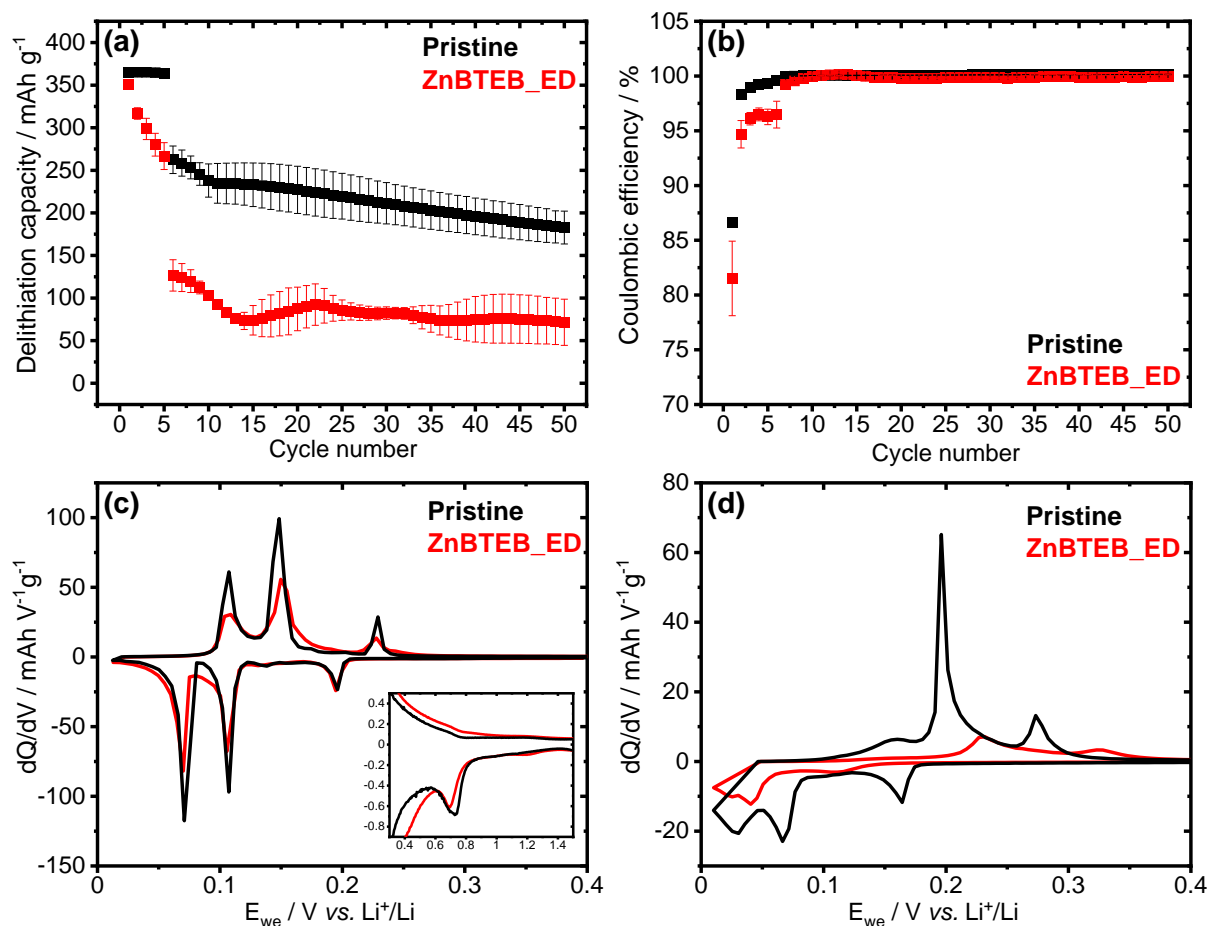 (a)
Pristine
ZnBTEB_ED
Delithiation capacity / mAh g⁻¹
400
350
300
250
200
150
100
50
0
0 5 10 15 20 25 30 35 40 45 50
Cycle number
(b)
Coulombic efficiency / %
105
100
95
90
85
80
75
70
Pristine
ZnBTEB_ED
0 5 10 15 20 25 30 35 40 45 50
Cycle number
(c)
Pristine
ZnBTEB_ED
dQ/dV / mAh V⁻¹g⁻¹
100
50
0
-50
-100
-150
0.4
0.2
0
-0.2
-0.4
-0.6
-0.8
0.4 0.6 0.8 1 1.2 1.4
0 0.1 0.2 0.3 0.4
E_we / V vs. Li⁺/Li
(d)
Pristine
ZnBTEB_ED
dQ/dV / mAh V⁻¹g⁻¹
80
60
40
20
0
-20
0 0.1 0.2 0.3 0.4
E_we / V vs. Li⁺/Li